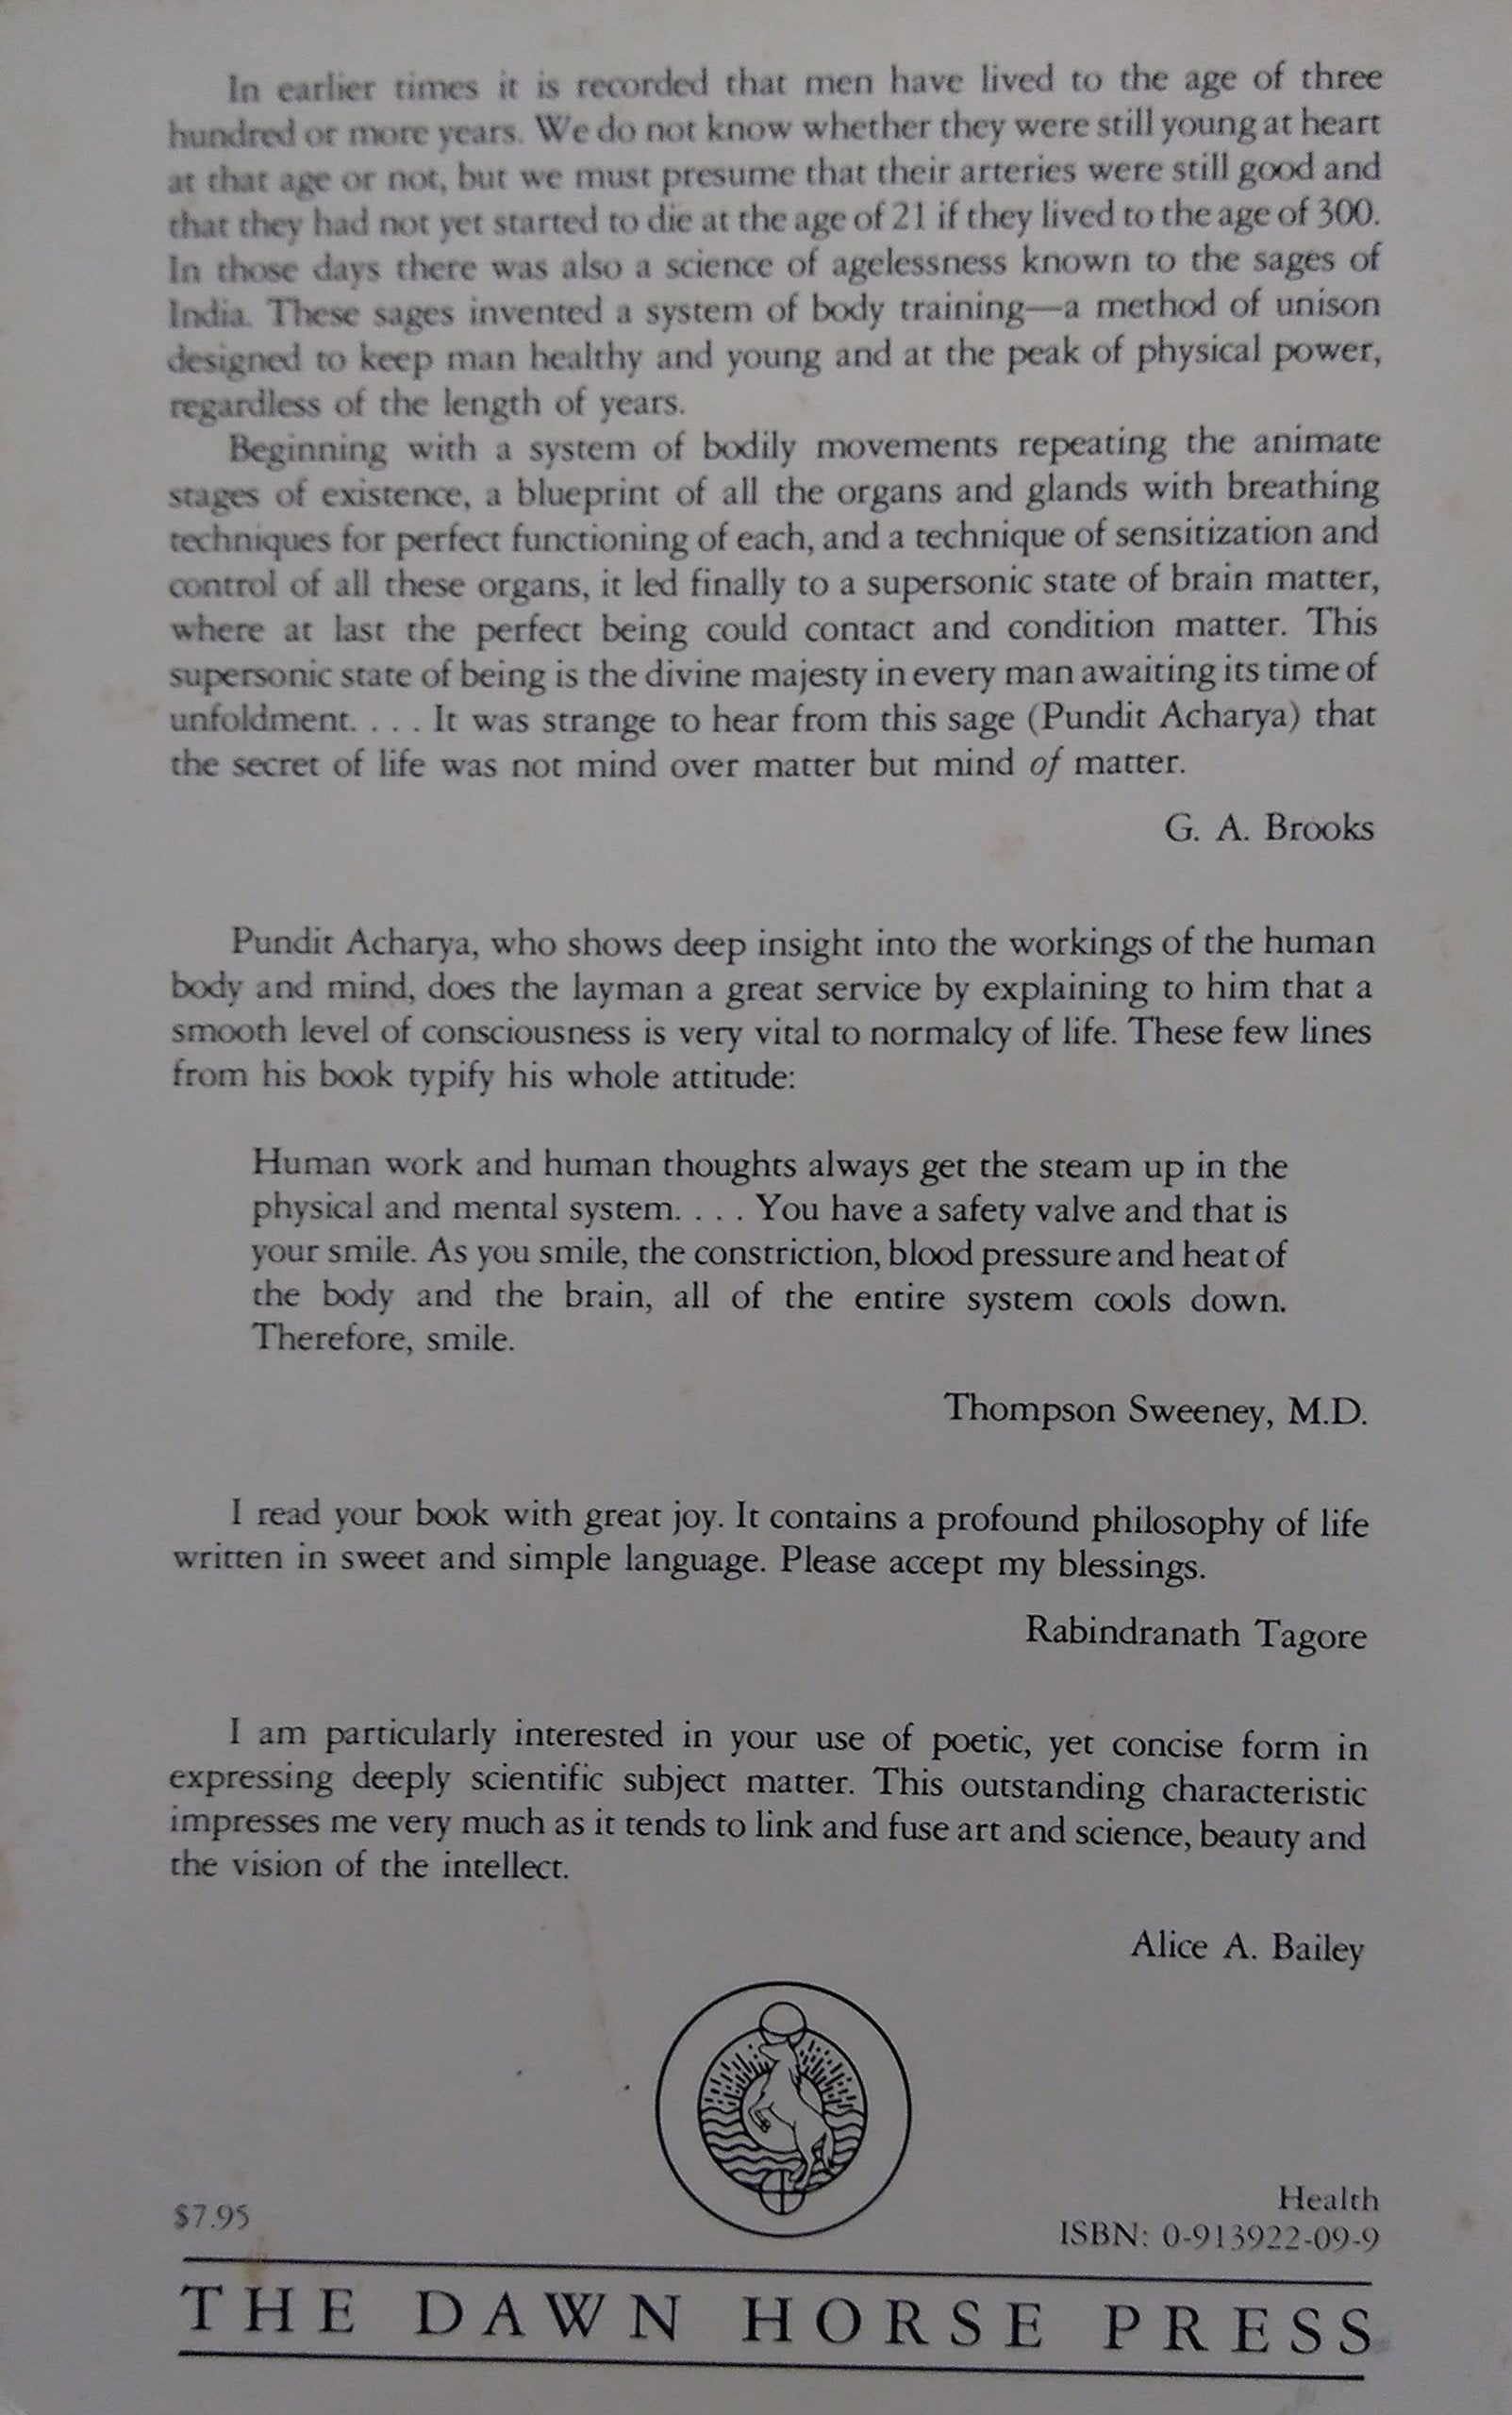 In earlier times it is recorded that men have lived to the age of three
hundred or more years. We do not know whether they were still young at heart
at that age or not, but we must presume that their arteries were still good and
that they had not yet started to die at the age of 21 if they lived to the age of 300.
In those days there was also a science of agelessness known to the sages of
India. These sages invented a system of body training—a method of unison
designed to keep man healthy and young and at the peak of physical power,
regardless of the length of years.
Beginning with a system of bodily movements repeating the animate
stages of existence, a blueprint of all the organs and glands with breathing
techniques for perfect functioning of each, and a technique of sensitization and
control of all these organs, it led finally to a supersonic state of brain matter,
where at last the perfect being could contact and condition matter. This
supersonic state of being is the divine majesty in every man awaiting its time of
unfoldment. . . . It was strange to hear from this sage (Pundit Acharya) that
the secret of life was not mind over matter but mind of matter.
G. A. Brooks
Pundit Acharya, who shows deep insight into the workings of the human
body and mind, does the layman a great service by explaining to him that a
smooth level of consciousness is very vital to normalcy of life. These few lines
from his book typify his whole attitude:
Human work and human thoughts always get the steam up in the
physical and mental system. . . . You have a safety valve and that is
your smile. As you smile, the constriction, blood pressure and heat of
the body and the brain, all of the entire system cools down.
Therefore, smile.
Thompson Sweeney, M.D.
I read your book with great joy. It contains a profound philosophy of life
written in sweet and simple language. Please accept my blessings.
Rabindranath Tagore
I am particularly interested in your use of poetic, yet concise form in
expressing deeply scientific subject matter. This outstanding characteristic
impresses me very much as it tends to link and fuse art and science, beauty and
the vision of the intellect.
Alice A. Bailey
Health
$7.95
ISBN: 0-913922-09-9
THE DAWN HORSE PRESS